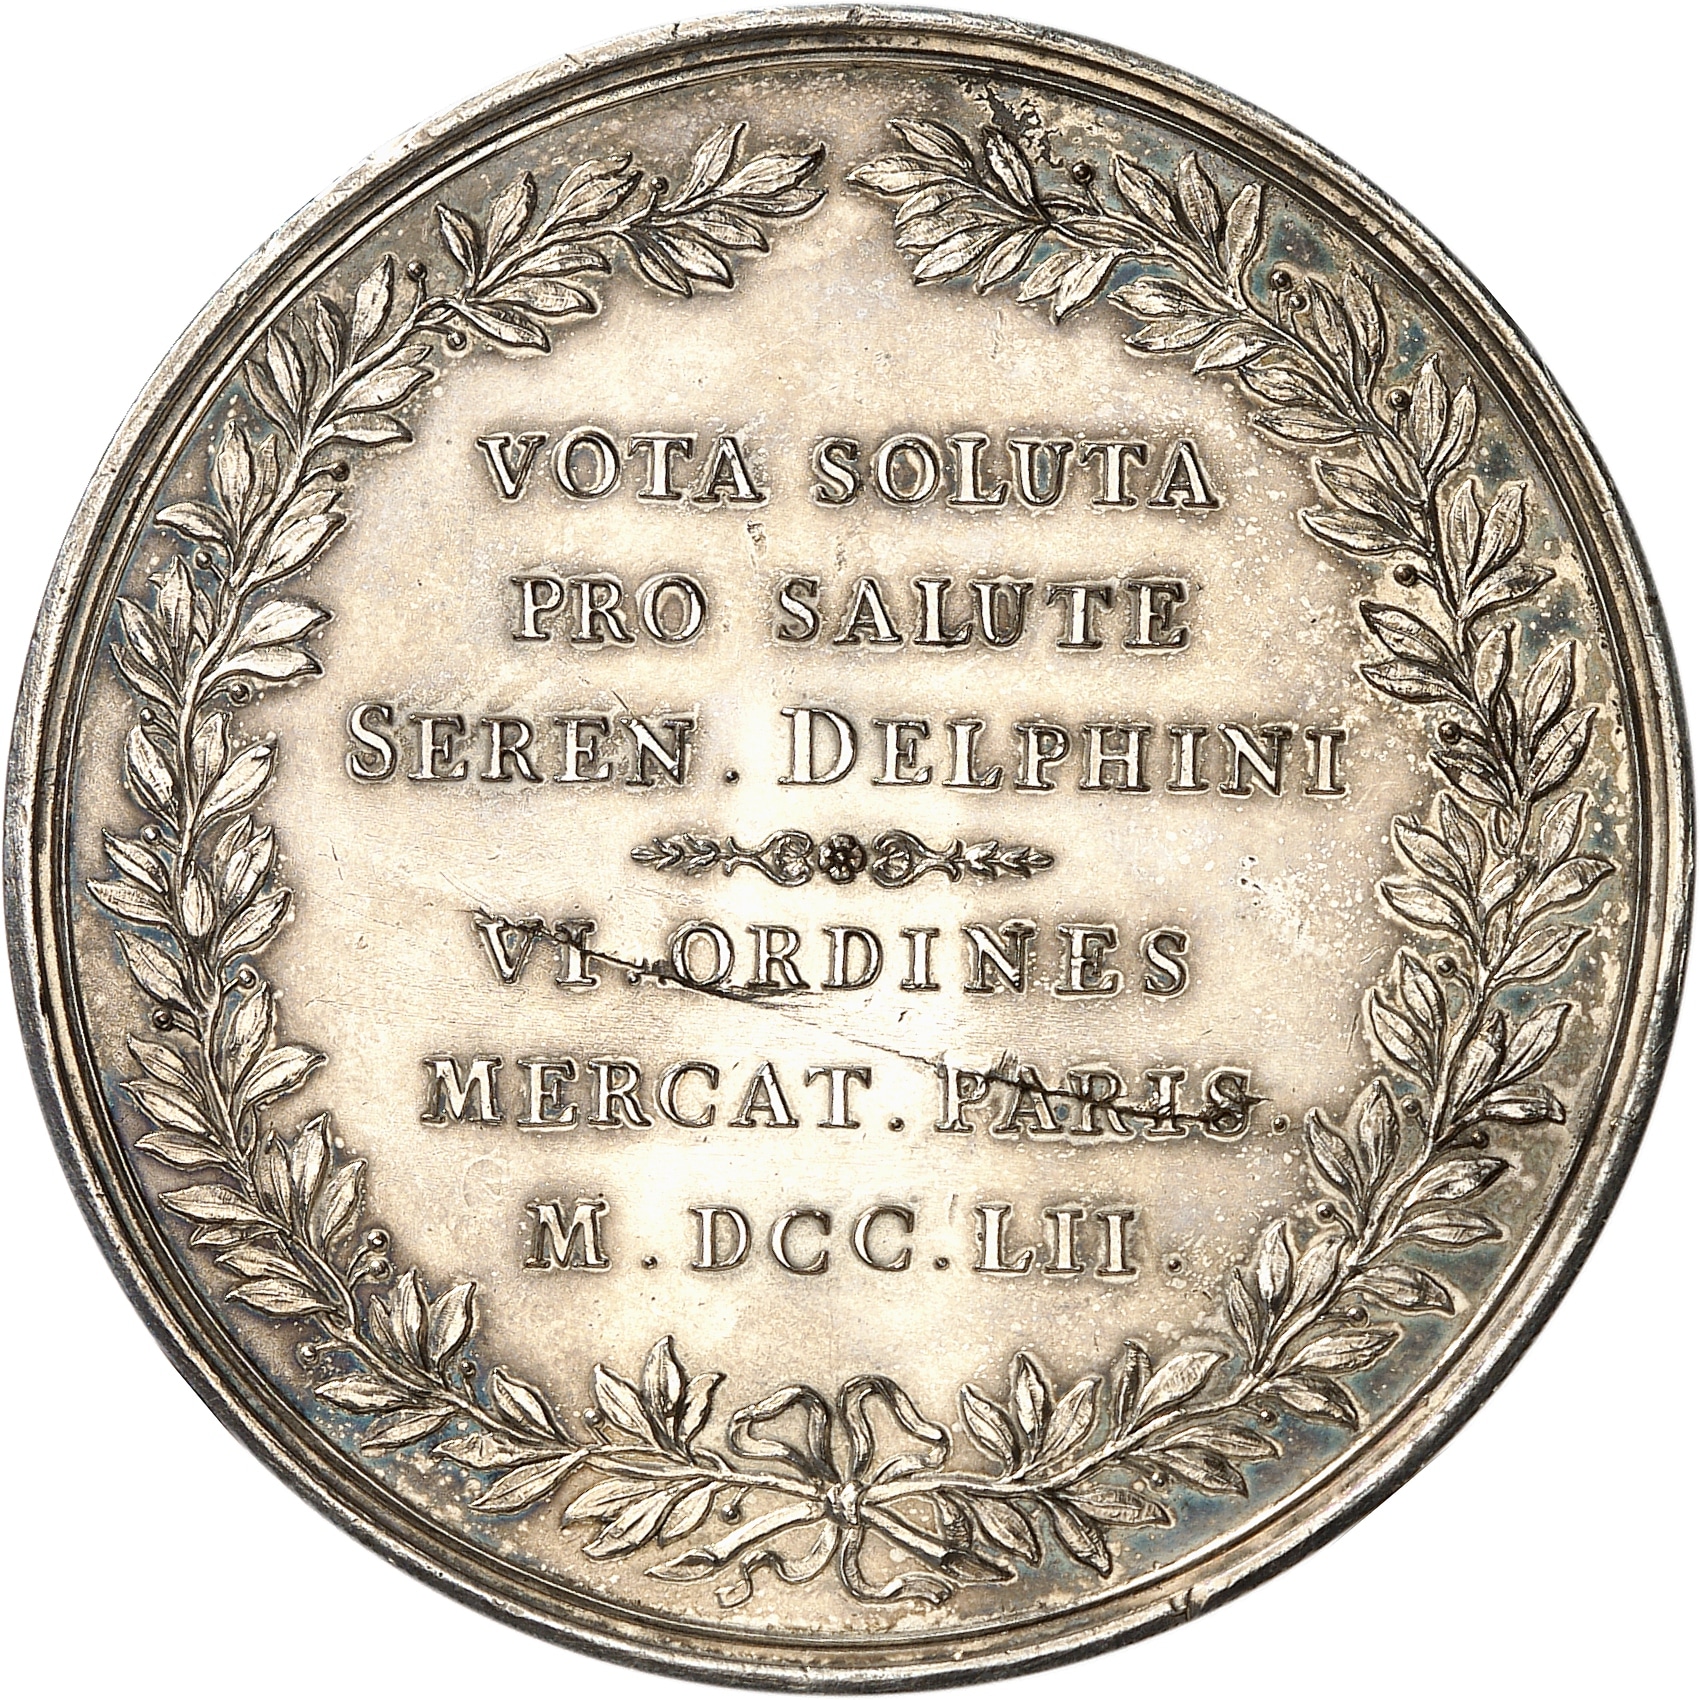 VOTA SOLUTA
PRO SALUTE
SEREN. DELPHINI
VI. ORDINES
MERCAT. PARIS.
M. DCC. LII.